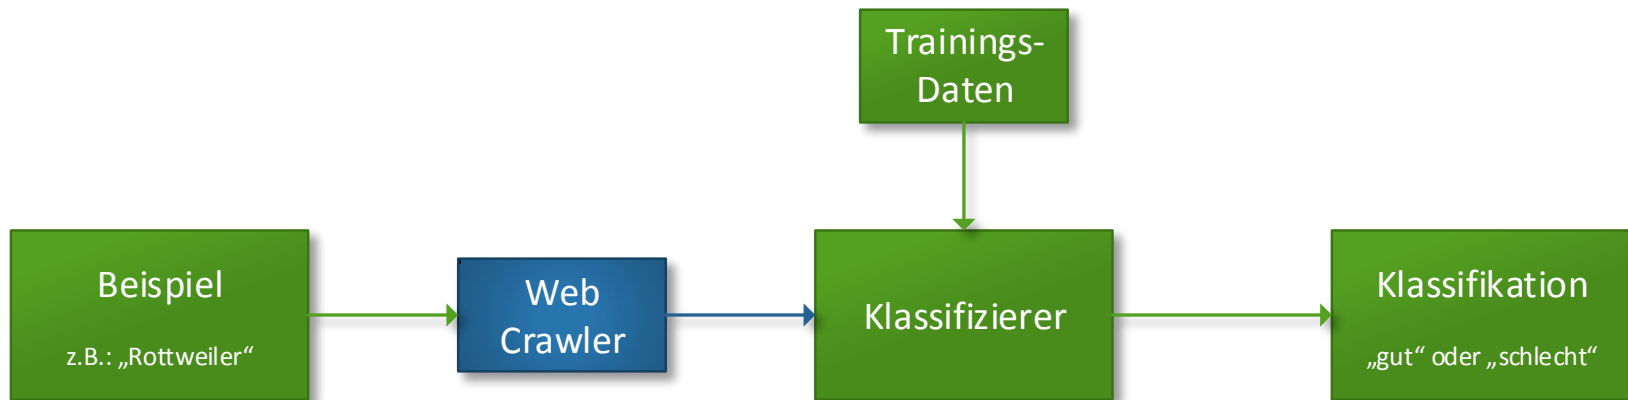 Trainings-
Daten
Beispiel
z.B.: „Rottweiler“
Web
Crawler
Klassifizierer
Klassifikation
„gut“ oder „schlecht“